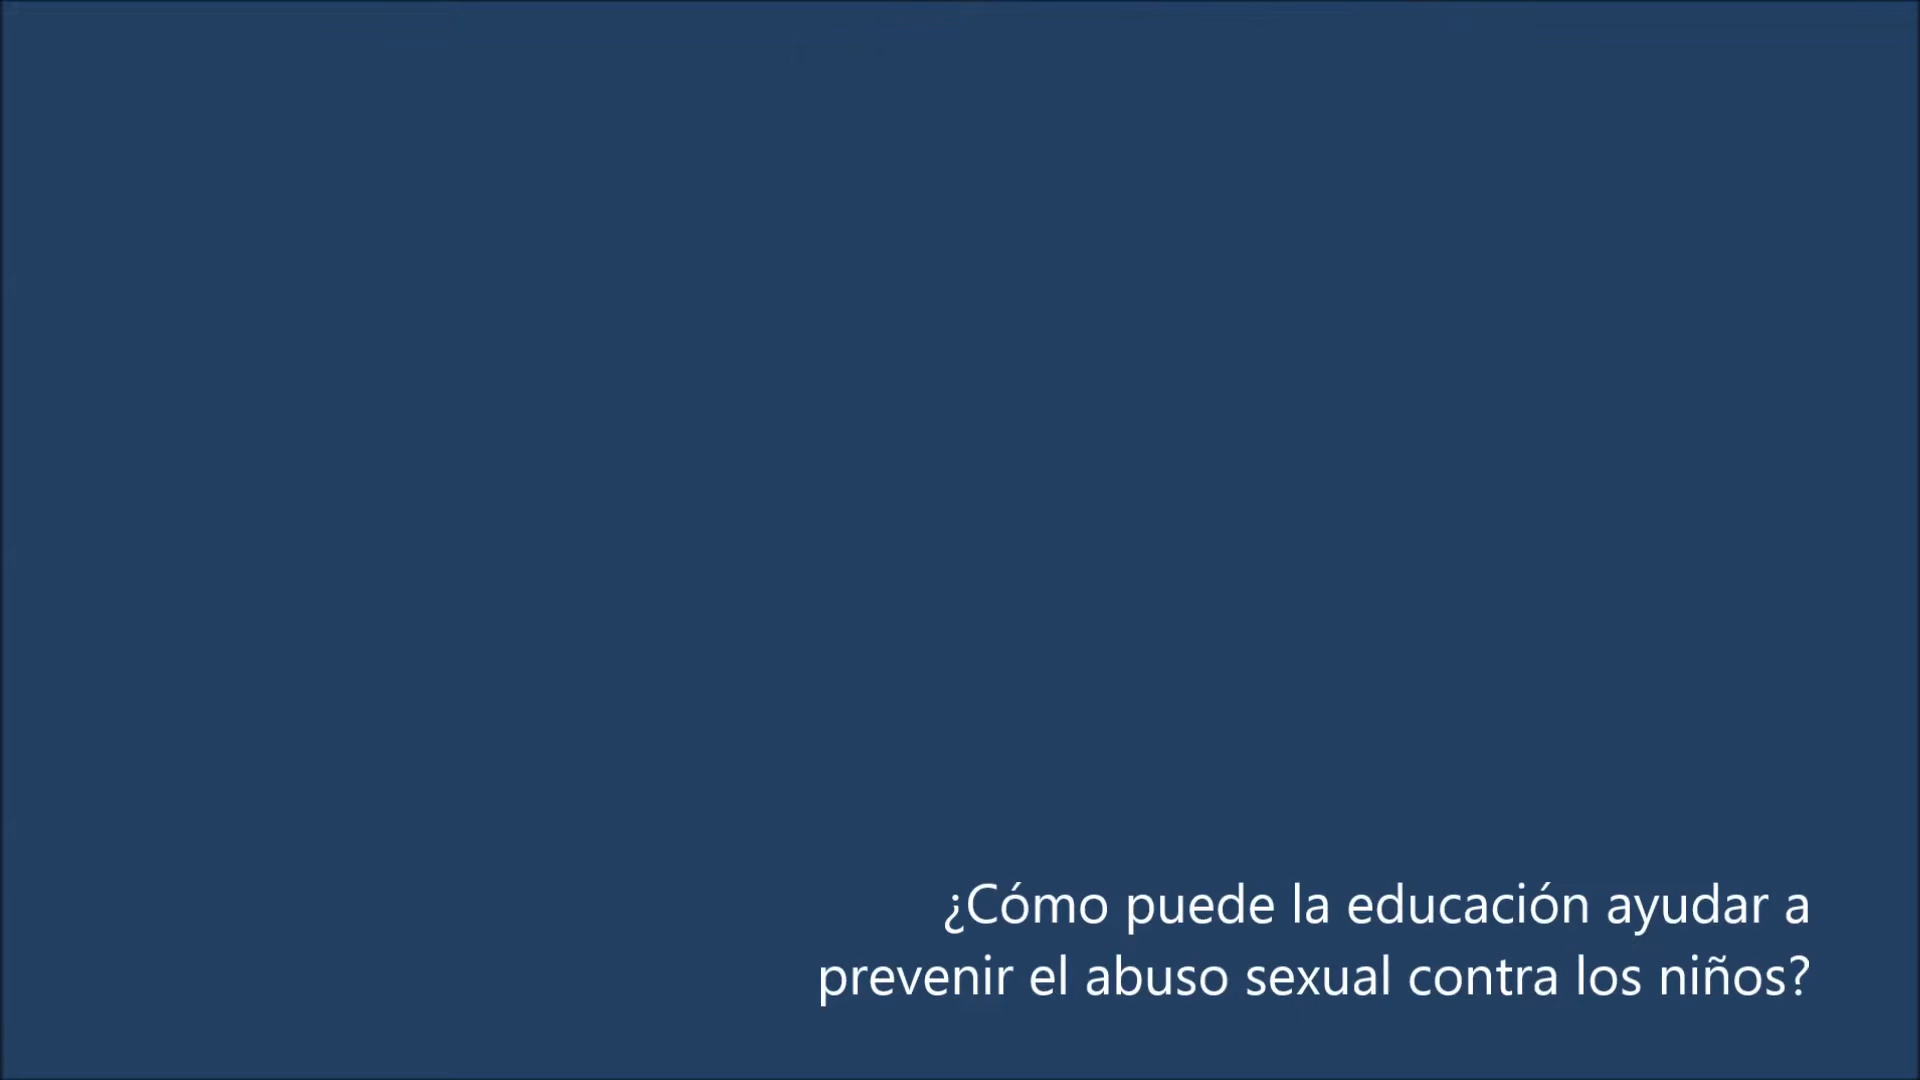 ¿Cómo puede la educación ayudar a
prevenir el abuso sexual contra los niños?